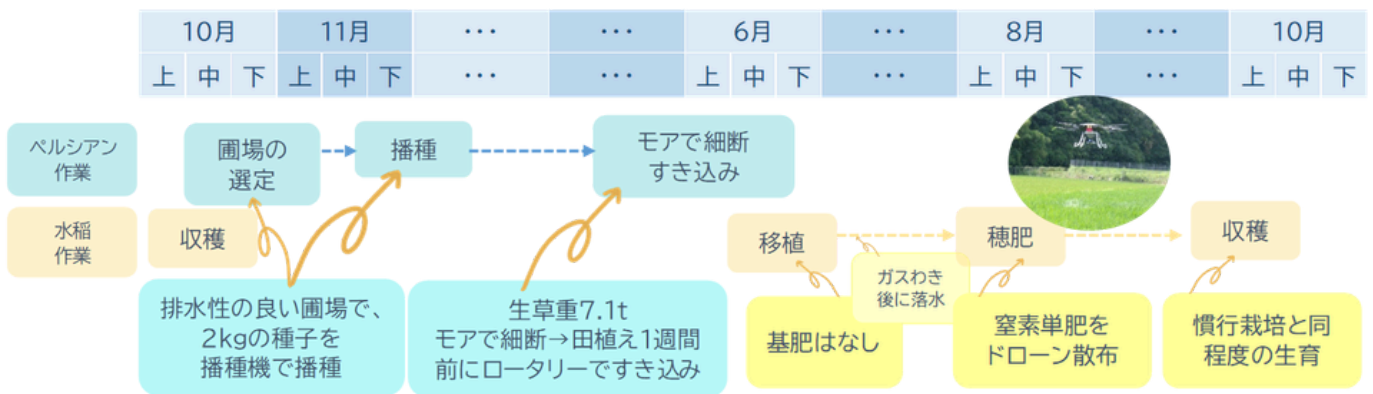 10月 11月 ・・・ ・・・ 6月 ・・・ 8月 ・・・ 10月
上 中 下 上 中 下 ・・・ ・・・ 上 中 下 ・・・ 上 中 下 ・・・ 上 中 下
ペルシアン
作業
圃場の
選定
播種
モアで細断
すき込み
水稲
作業
収穫
移植
穂肥
収穫
ガスわき
後に落水
排水性の良い圃場で、
2kgの種子を
播種機で播種
生草重7.1t
モアで細断→田植え1週間
前にロータリーですき込み
基肥はなし
窒素単肥を
ドローン散布
慣行栽培と同
程度の生育